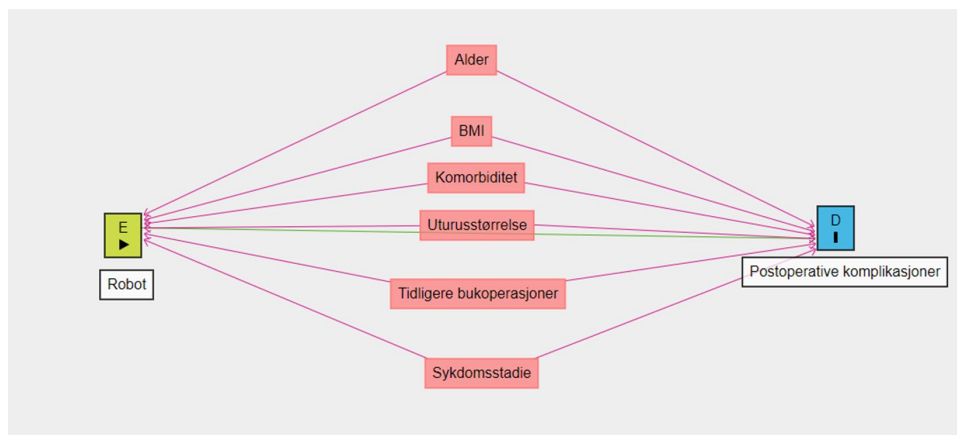 Alder
BMI
Komorbiditet
E
D
Uturusstørrelse
Robot
Postoperative komplikasjoner
Tidligere bukoperasjoner
Sykdomsstadie